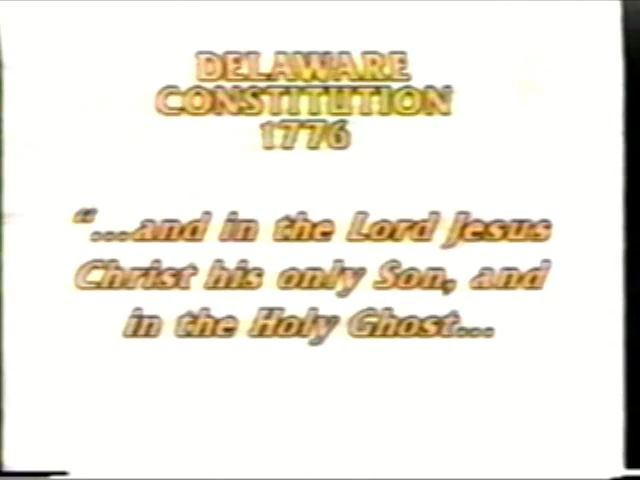 DELAWARE
CONSTITUTION
1776
“...and in the Lord Jesus
Christ his only Son, and
in the Holy Ghost...